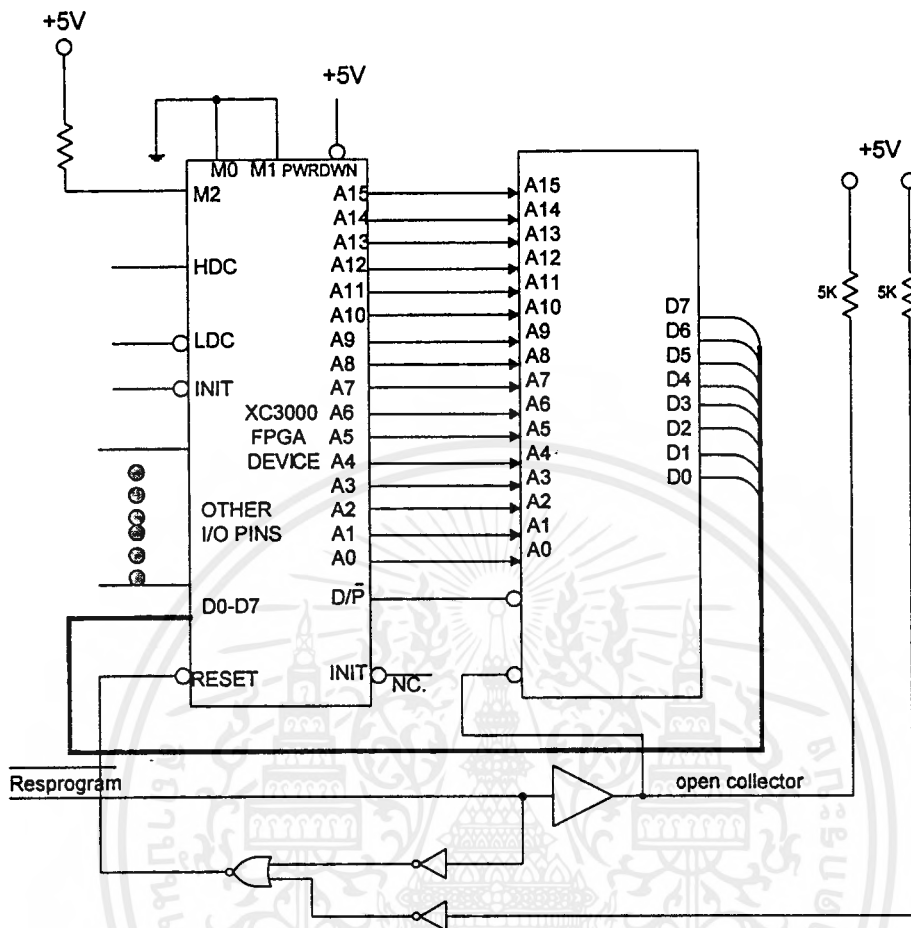 +5V
+5V
M0 M1 PWRDWN
M2
HDC
LDC
INIT
XC3000
FPGA
DEVICE
OTHER
I/O PINS
D0-D7
RESET
A15
A14
A13
A12
A11
A10
A9
A8
A7
A6
A5
A4
A3
A2
A1
A0
D/P̅
INIT
NC.
A15
A14
A13
A12
A11
A10
A9
A8
A7
A6
A5
A4
A3
A2
A1
A0
D7
D6
D5
D4
D3
D2
D1
D0
+5V
5K
5K
Resprogram
open collector